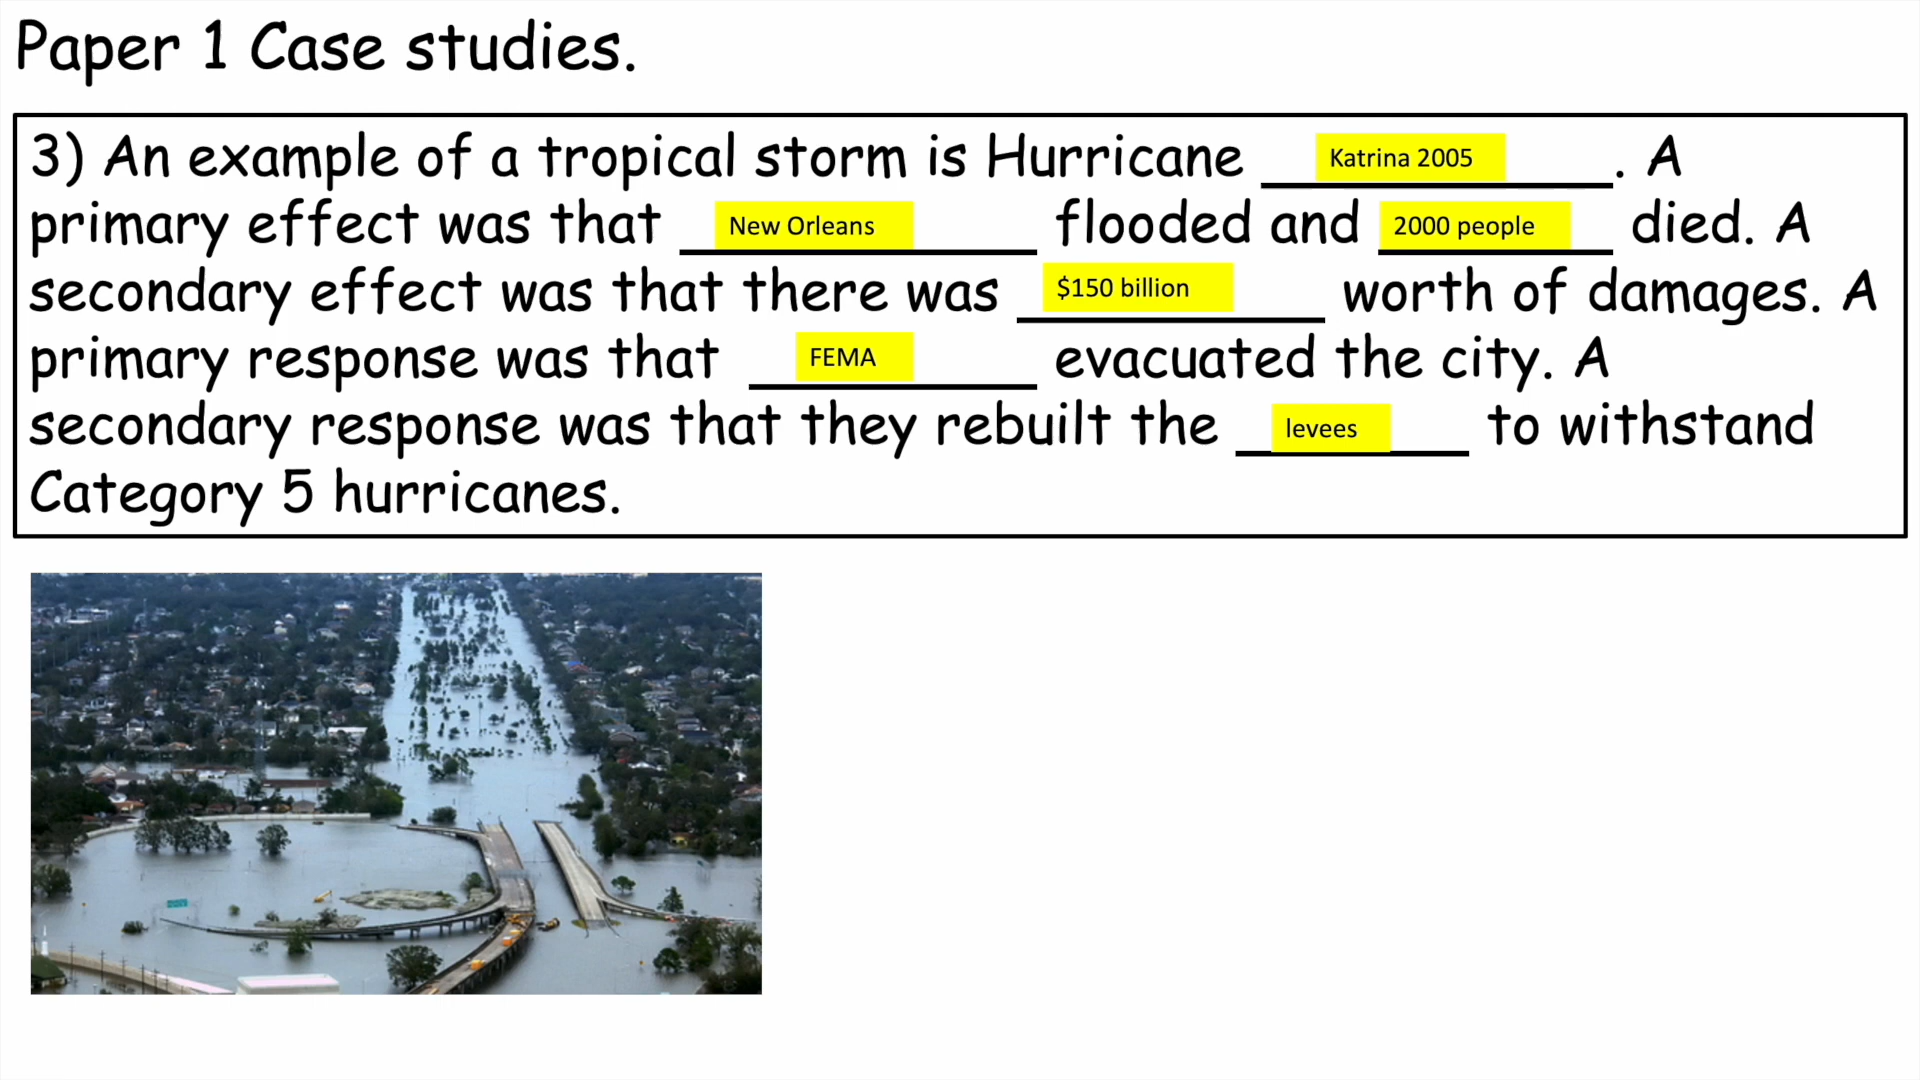 Paper 1 Case studies.
3) An example of a tropical storm is Hurricane Katrina 2005. A
primary effect was that New Orleans flooded and 2000 people died. A
secondary effect was that there was $150 billion worth of damages. A
primary response was that FEMA evacuated the city. A
secondary response was that they rebuilt the levees to withstand
Category 5 hurricanes.